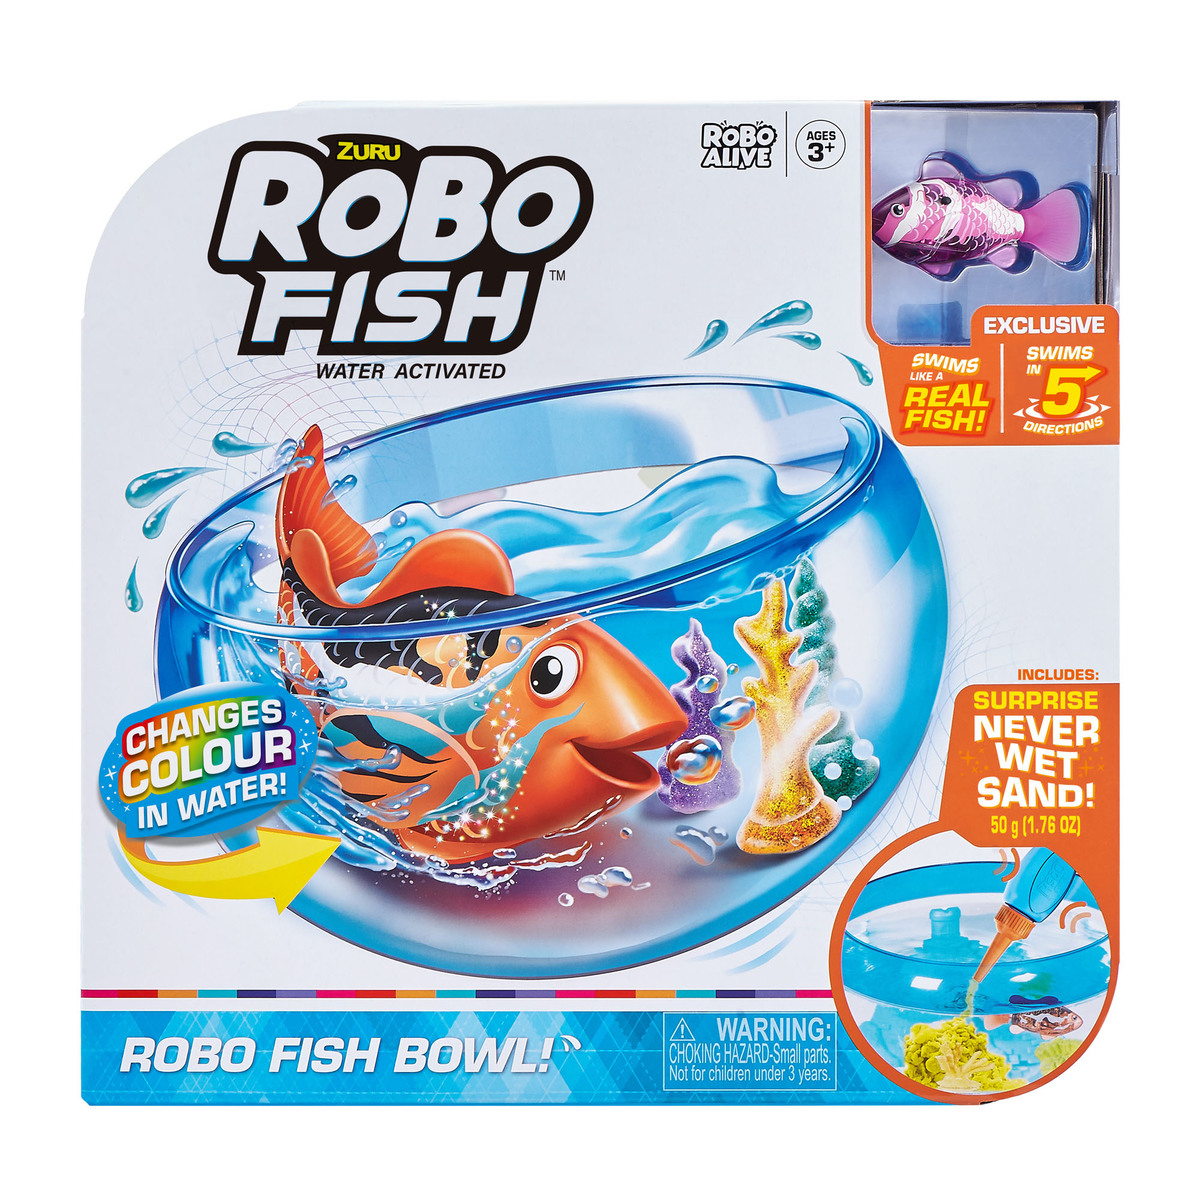 ZURU
ROBO
FISH™
WATER ACTIVATED
ROBO
ALIVE
AGES
3+
EXCLUSIVE
SWIMS
LIKE A
REAL
FISH!
SWIMS
IN 5
DIRECTIONS
CHANGES
COLOUR
IN WATER!
INCLUDES:
SURPRISE
NEVER
WET
SAND!
50 g (1.76 OZ)
ROBO FISH BOWL!
WARNING:
CHOKING HAZARD-Small parts.
Not for children under 3 years.